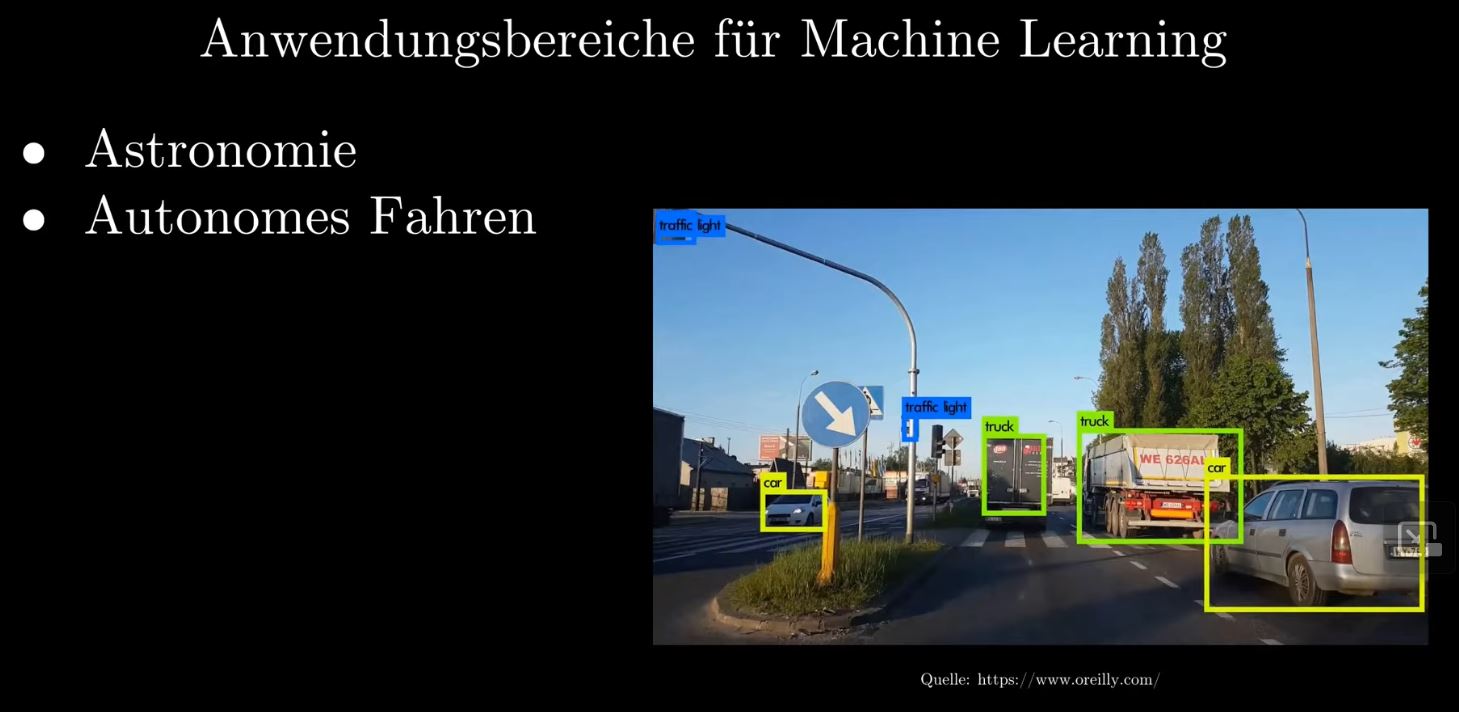 Anwendungsbereiche für Machine Learning
● Astronomie
● Autonomes Fahren
traffic light
traffic light
truck
truck
WE 626AL
car
car
Quelle: https://www.oreilly.com/